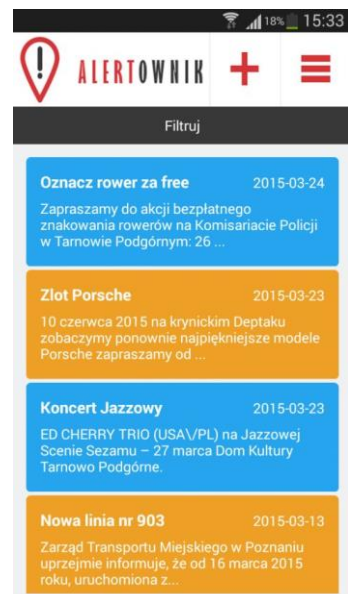 18% 15:33
! ALERTOWNIK
Filtruj
Oznacz rower za free 2015-03-24
Zapraszamy do akcji bezpłatnego
znakowania rowerów na Komisariacie Policji
w Tarnowie Podgórnym: 26 ...
Zlot Porsche 2015-03-23
10 czerwca 2015 na krynickim Deptaku
zobaczymy ponownie najpiękniejsze modele
Porsche zapraszamy od ...
Koncert Jazzowy 2015-03-23
ED CHERRY TRIO (USA\/PL) na Jazzowej
Scenie Sezamu – 27 marca Dom Kultury
Tarnowo Podgórne.
Nowa linia nr 903 2015-03-13
Zarząd Transportu Miejskiego w Poznaniu
uprzejmie informuje, że od 16 marca 2015
roku, uruchomiona z...